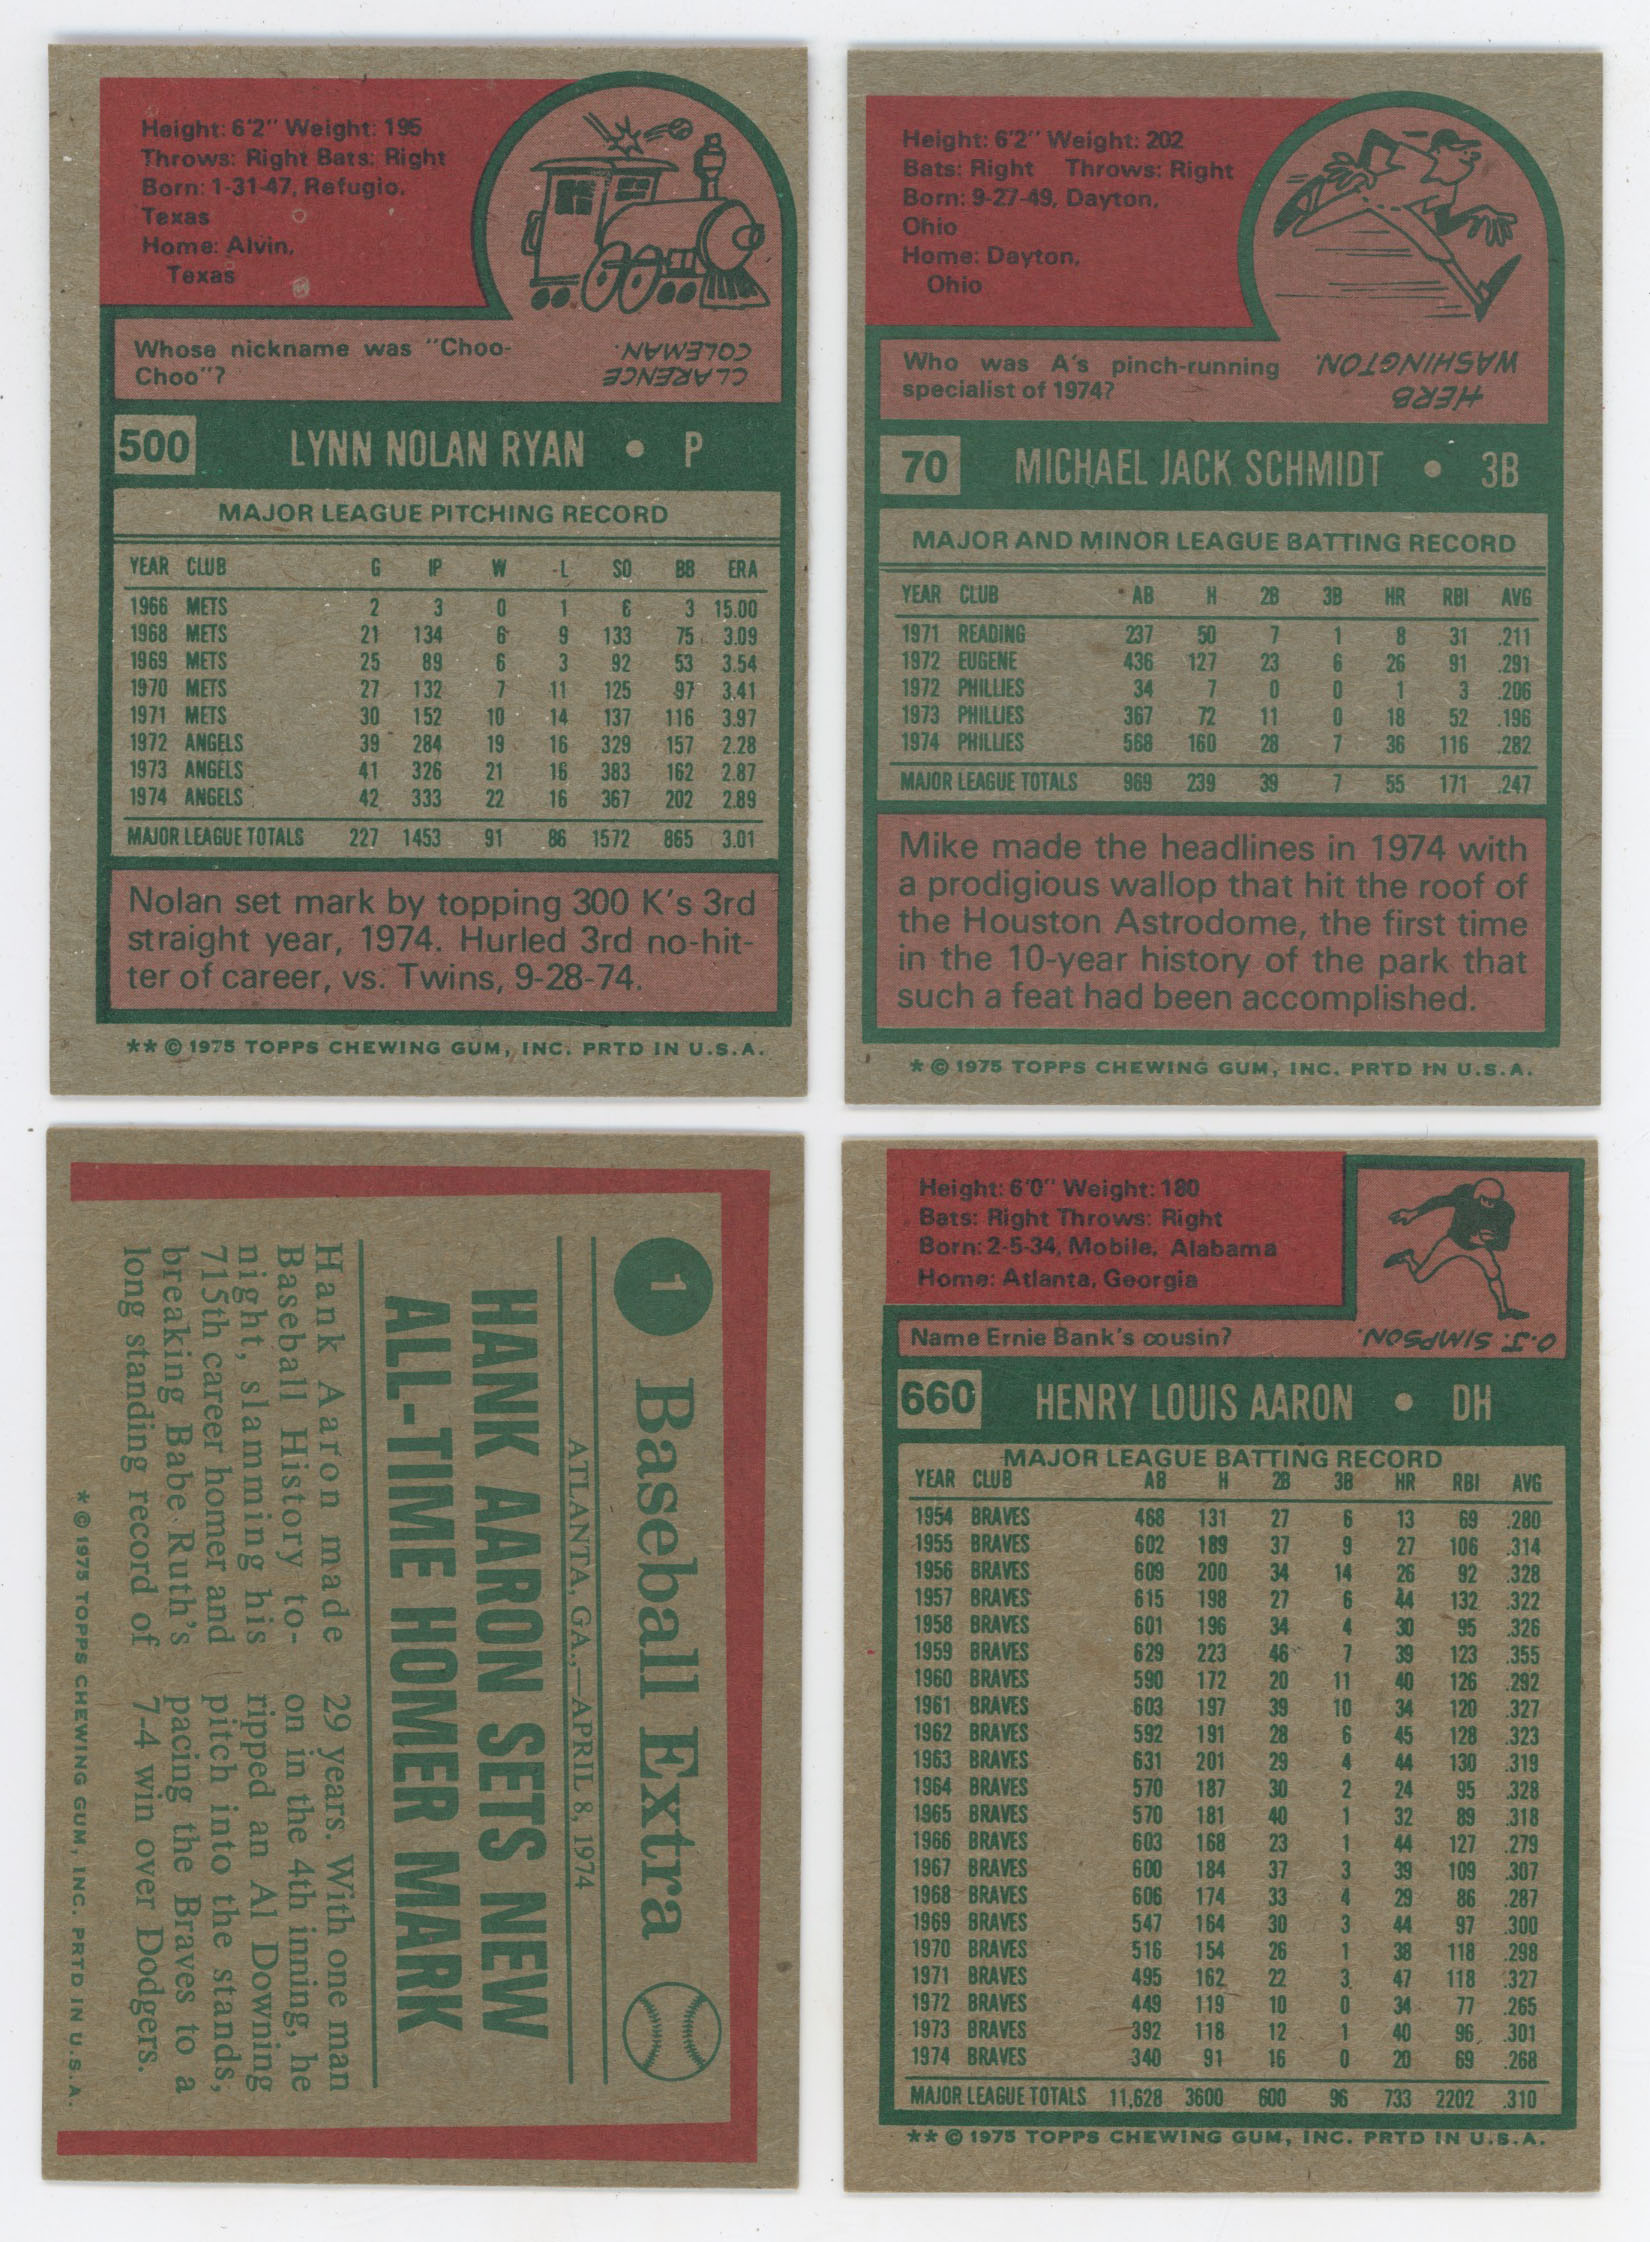 Height: 6'2" Weight: 195
Throws: Right Bats: Right
Born: 1-31-47, Refugio,
Texas
Home: Alvin,
Texas
Whose nickname was "Choo-
Choo"?
CLARENCE
COLEMAN.
500 LYNN NOLAN RYAN • P
MAJOR LEAGUE PITCHING RECORD
YEAR CLUB G IP W L SO BB ERA
1966 METS 2 3 0 1 6 3 15.00
1968 METS 21 134 6 9 133 75 3.09
1969 METS 25 89 6 3 92 53 3.54
1970 METS 27 132 7 11 125 97 3.41
1971 METS 30 152 10 14 137 116 3.97
1972 ANGELS 39 284 19 16 329 157 2.28
1973 ANGELS 41 326 21 16 383 162 2.87
1974 ANGELS 42 333 22 16 367 202 2.89
MAJOR LEAGUE TOTALS 227 1453 91 86 1572 865 3.01
Nolan set mark by topping 300 K's 3rd
straight year, 1974. Hurled 3rd no-hit-
ter of career, vs. Twins, 9-28-74.
** © 1975 TOPPS CHEWING GUM, INC. PRTD IN U.S.A.
Height: 6'2" Weight: 202
Bats: Right Throws: Right
Born: 9-27-49, Dayton,
Ohio
Home: Dayton,
Ohio
Who was A's pinch-running
specialist of 1974?
HERB
WASHINGTON.
70 MICHAEL JACK SCHMIDT • 3B
MAJOR AND MINOR LEAGUE BATTING RECORD
YEAR CLUB AB H 2B 3B HR RBI AVG
1971 READING 237 50 7 1 8 31 .211
1972 EUGENE 436 127 23 6 26 91 .291
1972 PHILLIES 34 7 0 0 1 3 .206
1973 PHILLIES 367 72 11 0 18 52 .196
1974 PHILLIES 568 160 28 7 36 116 .282
MAJOR LEAGUE TOTALS 969 239 39 7 55 171 .247
Mike made the headlines in 1974 with
a prodigious wallop that hit the roof of
the Houston Astrodome, the first time
in the 10-year history of the park that
such a feat had been accomplished.
* © 1975 TOPPS CHEWING GUM, INC. PRTD IN U.S.A.
1 Baseball Extra
ATLANTA, GA.,—APRIL 8, 1974
HANK AARON SETS NEW
ALL-TIME HOMER MARK
Hank Aaron made
Baseball History to-
night, slamming his
715th career homer and
breaking Babe Ruth's
long standing record of
29 years. With one man
on in the 4th inning, he
ripped an Al Downing
pitch into the stands,
pacing the Braves to a
7-4 win over Dodgers.
* © 1975 TOPPS CHEWING GUM, INC. PRTD IN U.S.A.
Height: 6'0" Weight: 180
Bats: Right Throws: Right
Born: 2-5-34, Mobile, Alabama
Home: Atlanta, Georgia
Name Ernie Bank's cousin?
O.J. SIMPSON.
660 HENRY LOUIS AARON • DH
MAJOR LEAGUE BATTING RECORD
YEAR CLUB AB H 2B 3B HR RBI AVG
1954 BRAVES 468 131 27 6 13 69 .280
1955 BRAVES 602 189 37 9 27 106 .314
1956 BRAVES 609 200 34 14 26 92 .328
1957 BRAVES 615 198 27 6 44 132 .322
1958 BRAVES 601 196 34 4 30 95 .326
1959 BRAVES 629 223 46 7 39 123 .355
1960 BRAVES 590 172 20 11 40 126 .292
1961 BRAVES 603 197 39 10 34 120 .327
1962 BRAVES 592 191 28 6 45 128 .323
1963 BRAVES 631 201 29 4 44 130 .319
1964 BRAVES 570 187 30 2 24 95 .328
1965 BRAVES 570 181 40 1 32 89 .318
1966 BRAVES 603 168 23 1 44 127 .279
1967 BRAVES 600 184 37 3 39 109 .307
1968 BRAVES 606 174 33 4 29 86 .287
1969 BRAVES 547 164 30 3 44 97 .300
1970 BRAVES 516 154 26 1 38 118 .298
1971 BRAVES 495 162 22 3 47 118 .327
1972 BRAVES 449 119 10 0 34 77 .265
1973 BRAVES 392 118 12 1 40 96 .301
1974 BRAVES 340 91 16 0 20 69 .268
MAJOR LEAGUE TOTALS 11,628 3600 600 96 733 2202 .310
** © 1975 TOPPS CHEWING GUM, INC. PRTD IN U.S.A.